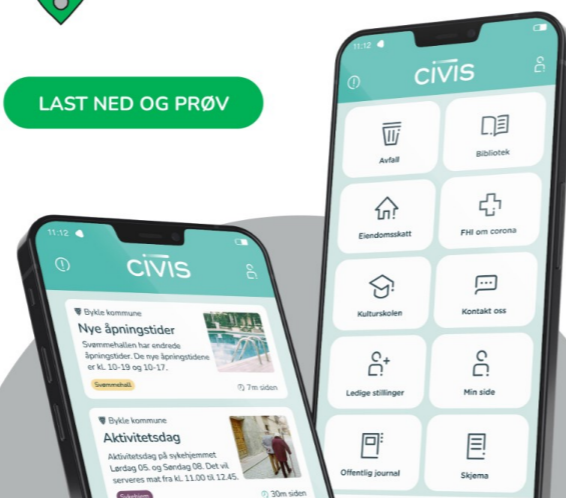 LAST NED OG PRØV
11:12
CIVIS
Avfall
Bibliotek
Eiendomsskatt
FHI om corona
Kulturskolen
Kontakt oss
Ledige stillinger
Min side
Offentlig journal
Skjema
11:12
CIVIS
Bykle kommune
Nye åpningstider
Svømmehallen har endrede
åpningstider. De nye åpningstidene
er kl. 10-19 og 10-17.
Svømmehall
7m siden
Bykle kommune
Aktivitetsdag
Aktivitetsdag på sykehjemmet
Lørdag 05. og Søndag 08. Det vil
serveres mat fra kl. 11.00 til 12.45.
Sykehjem
30m siden